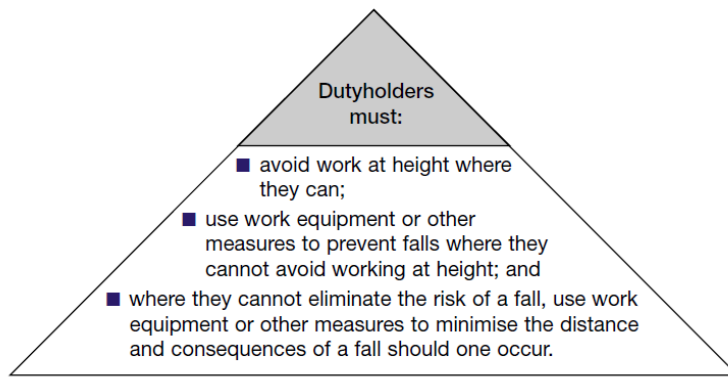 Dutyholders
must:
■ avoid work at height where
they can;
■ use work equipment or other
measures to prevent falls where they
cannot avoid working at height; and
■ where they cannot eliminate the risk of a fall, use work
equipment or other measures to minimise the distance
and consequences of a fall should one occur.